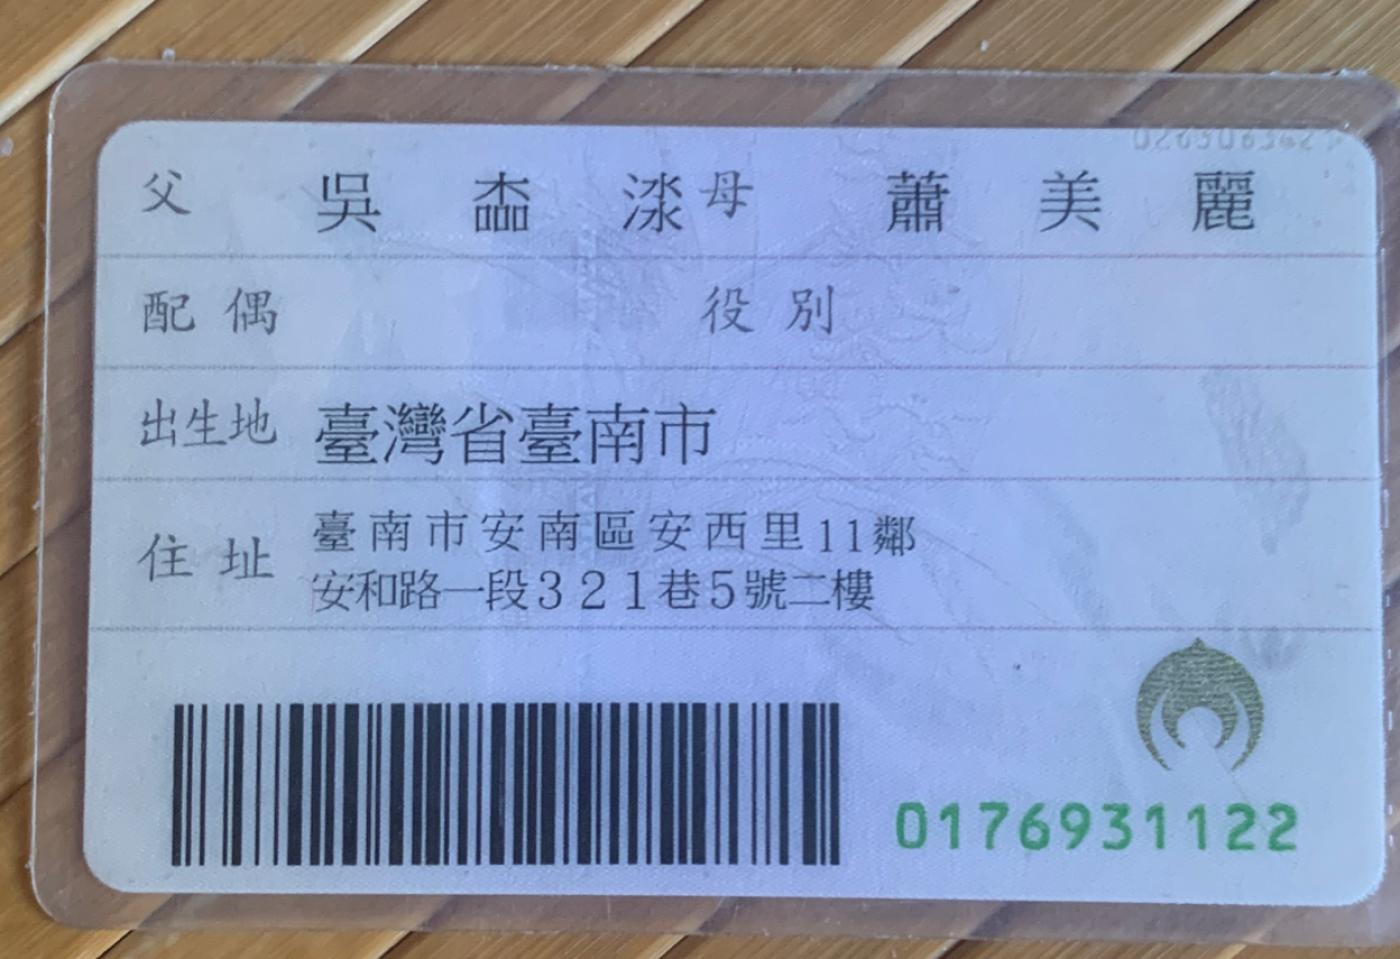 父 吳 𣚮 淾 母 蕭 美 麗
配偶 役別
出生地 臺灣省臺南市
住址 臺南市安南區安西里11鄰
安和路一段321巷5號二樓
0176931122